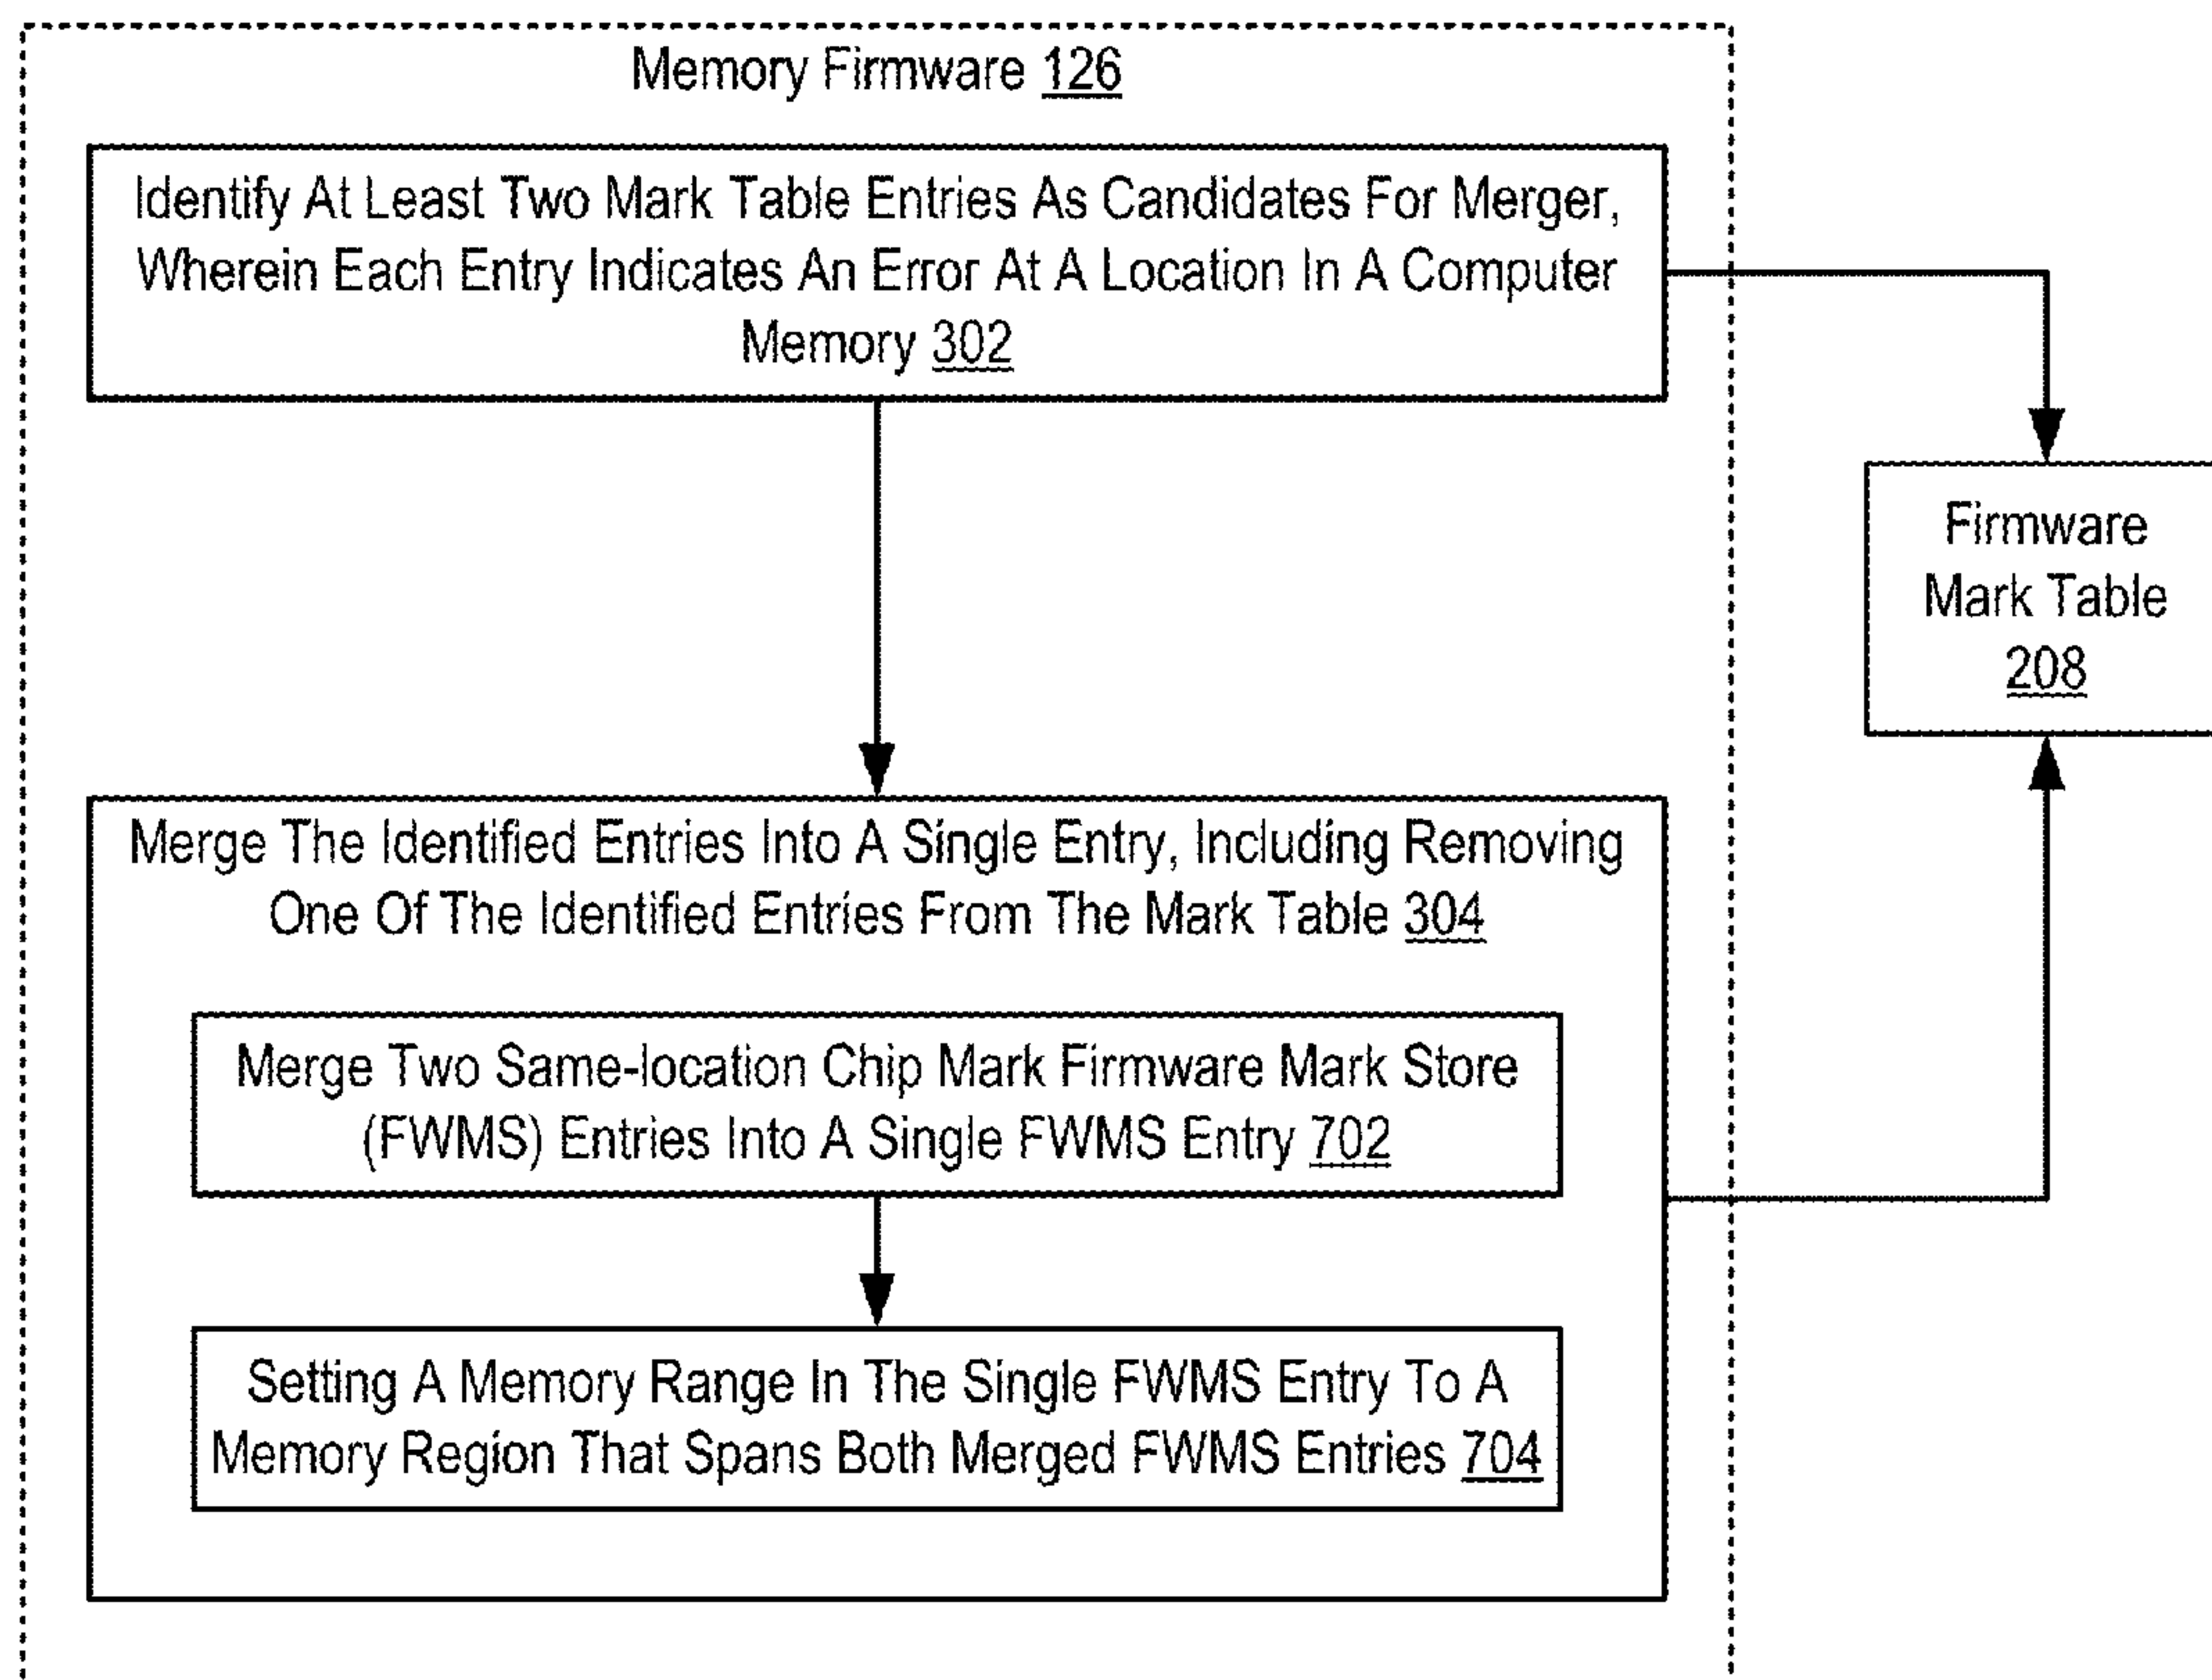 Memory Firmware 126
Identify At Least Two Mark Table Entries As Candidates For Merger,
Wherein Each Entry Indicates An Error At A Location In A Computer
Memory 302
Firmware
Mark Table
208
Merge The Identified Entries Into A Single Entry, Including Removing
One Of The Identified Entries From The Mark Table 304
Merge Two Same-location Chip Mark Firmware Mark Store
(FWMS) Entries Into A Single FWMS Entry 702
Setting A Memory Range In The Single FWMS Entry To A
Memory Region That Spans Both Merged FWMS Entries 704